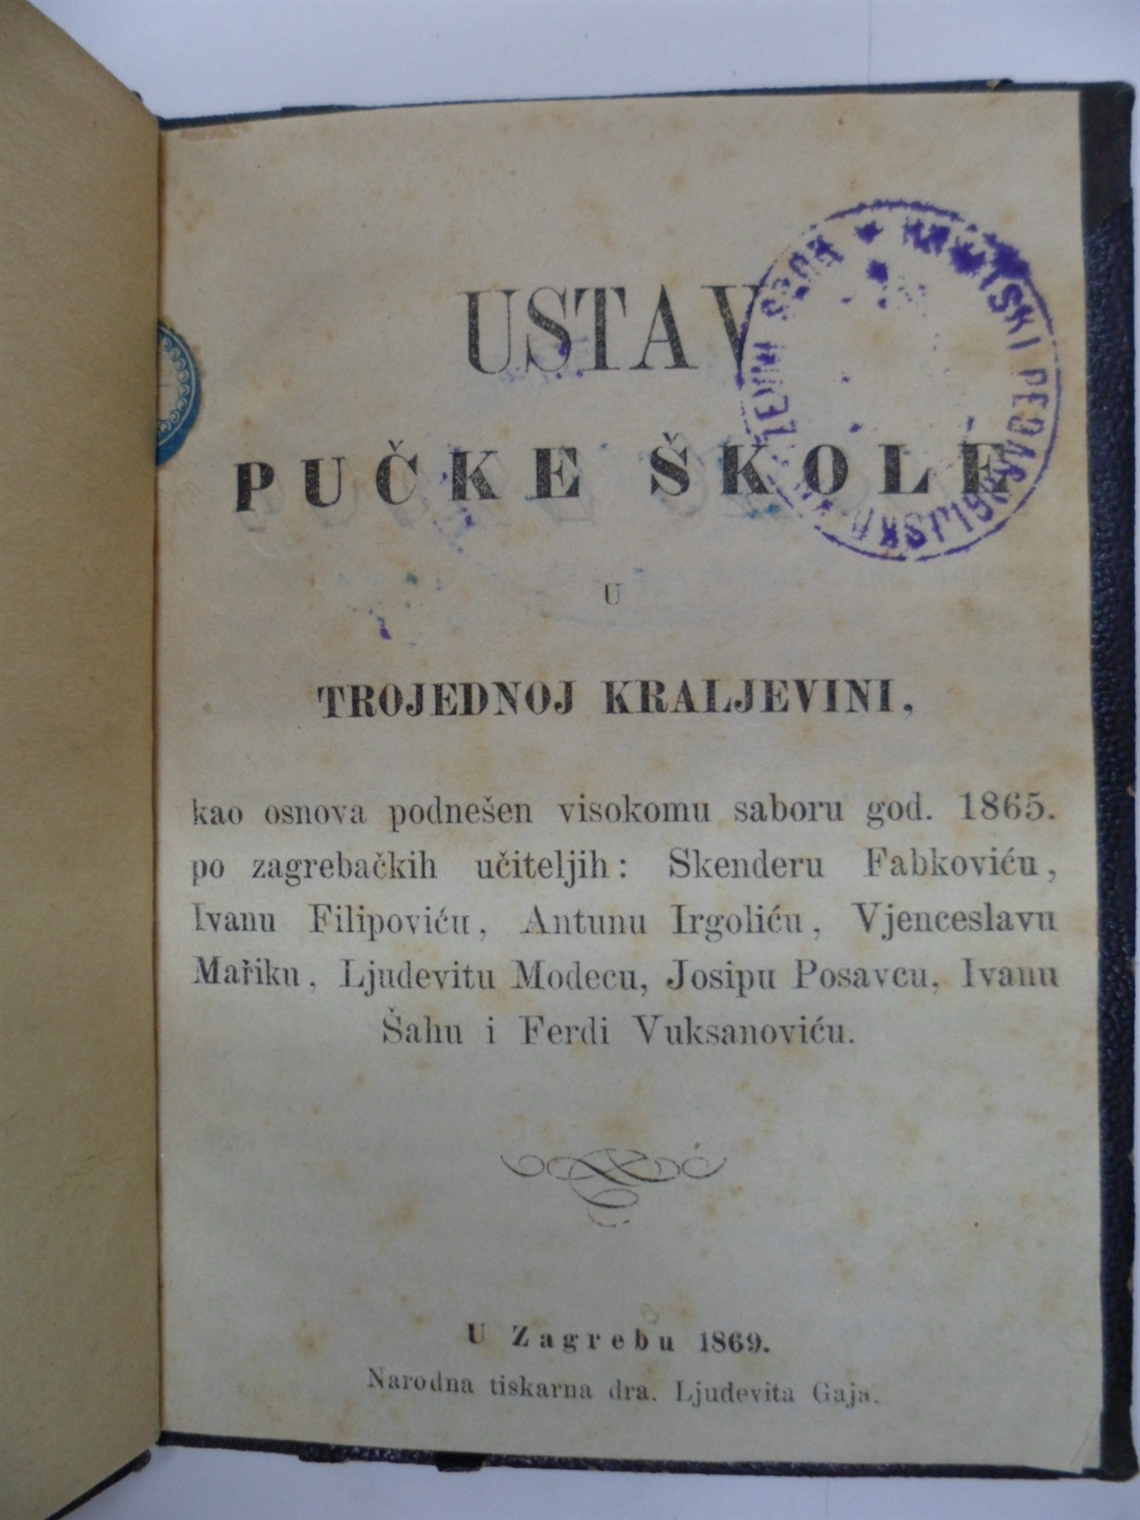 USTAV
PUČKE ŠKOLE
U
TROJEDNOJ KRALJEVINI,
kao osnova podnešen visokomu saboru god. 1865.
po zagrebačkih učiteljih: Skenderu Fabkoviću,
Ivanu Filipoviću, Antunu Irgoliću, Vjenceslavu
Mařiku, Ljudevitu Modecu, Josipu Posavcu, Ivanu
Šahu i Ferdi Vuksanoviću.
U Zagrebu 1869.
Narodna tiskarna dra. Ljudevita Gaja.